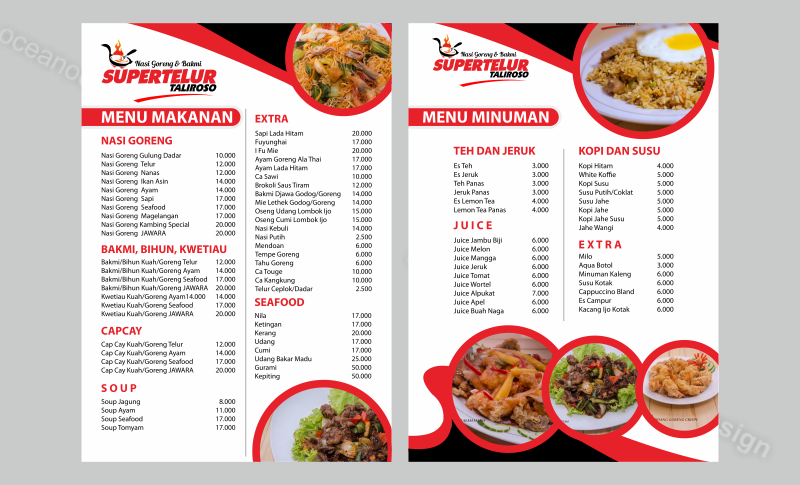 Nasi Goreng & Bakmi
SUPERTELUR
TALIROSO
MENU MAKANAN
NASI GORENG
Nasi Goreng Gulung Dadar 10.000
Nasi Goreng Telur 12.000
Nasi Goreng Nanas 12.000
Nasi Goreng Ikan Asin 14.000
Nasi Goreng Ayam 14.000
Nasi Goreng Sapi 17.000
Nasi Goreng Seafood 17.000
Nasi Goreng Magelangan 17.000
Nasi Goreng Kambing Special 20.000
Nasi Goreng JAWARA 20.000
BAKMI, BIHUN, KWETIAU
Bakmi/Bihun Kuah/Goreng Telur 12.000
Bakmi/Bihun Kuah/Goreng Ayam 14.000
Bakmi/Bihun Kuah/Goreng Seafood 17.000
Bakmi/Bihun Kuah/Goreng JAWARA 20.000
Kwetiau Kuah/Goreng Ayam14.000 14.000
Kwetiau Kuah/Goreng Seafood 17.000
Kwetiau Kuah/Goreng JAWARA 20.000
CAPCAY
Cap Cay Kuah/Goreng Telur 12.000
Cap Cay Kuah/Goreng Ayam 14.000
Cap Cay Kuah/Goreng Seafood 17.000
Cap Cay Kuah/Goreng JAWARA 20.000
SOUP
Soup Jagung 8.000
Soup Ayam 11.000
Soup Seafood 17.000
Soup Tomyam 17.000
EXTRA
Sapi Lada Hitam 20.000
Fuyunghai 17.000
I Fu Mie 20.000
Ayam Goreng Ala Thai 17.000
Ayam Lada Hitam 17.000
Ca Sawi 10.000
Brokoli Saus Tiram 12.000
Bakmi Djawa Godog/Goreng 14.000
Mie Lethek Godog/Goreng 14.000
Oseng Udang Lombok Ijo 15.000
Oseng Cumi Lombok Ijo 15.000
Nasi Kebuli 14.000
Nasi Putih 2.500
Mendoan 6.000
Tempe Goreng 6.000
Tahu Goreng 6.000
Ca Touge 10.000
Ca Kangkung 10.000
Telur Ceplok/Dadar 2.500
SEAFOOD
Nila 17.000
Ketingan 17.000
Kerang 20.000
Udang 17.000
Cumi 17.000
Udang Bakar Madu 25.000
Gurami 50.000
Kepiting 50.000
Nasi Goreng & Bakmi
SUPERTELUR
TALIROSO
MENU MINUMAN
TEH DAN JERUK
Es Teh 3.000
Es Jeruk 3.000
Teh Panas 3.000
Jeruk Panas 3.000
Es Lemon Tea 4.000
Lemon Tea Panas 4.000
JUICE
Juice Jambu Biji 6.000
Juice Melon 6.000
Juice Mangga 6.000
Juice Jeruk 6.000
Juice Tomat 6.000
Juice Wortel 6.000
Juice Alpukat 7.000
Juice Apel 6.000
Juice Buah Naga 6.000
KOPI DAN SUSU
Kopi Hitam 4.000
White Koffie 5.000
Kopi Susu 5.000
Susu Putih/Coklat 5.000
Susu Jahe 5.000
Kopi Jahe 5.000
Kopi Jahe Susu 5.000
Jahe Wangi 4.000
EXTRA
Milo 5.000
Aqua Botol 3.000
Minuman Kaleng 6.000
Susu Kotak 6.000
Cappuccino Bland 6.000
Es Campur 6.000
Kacang Ijo Kotak 6.000